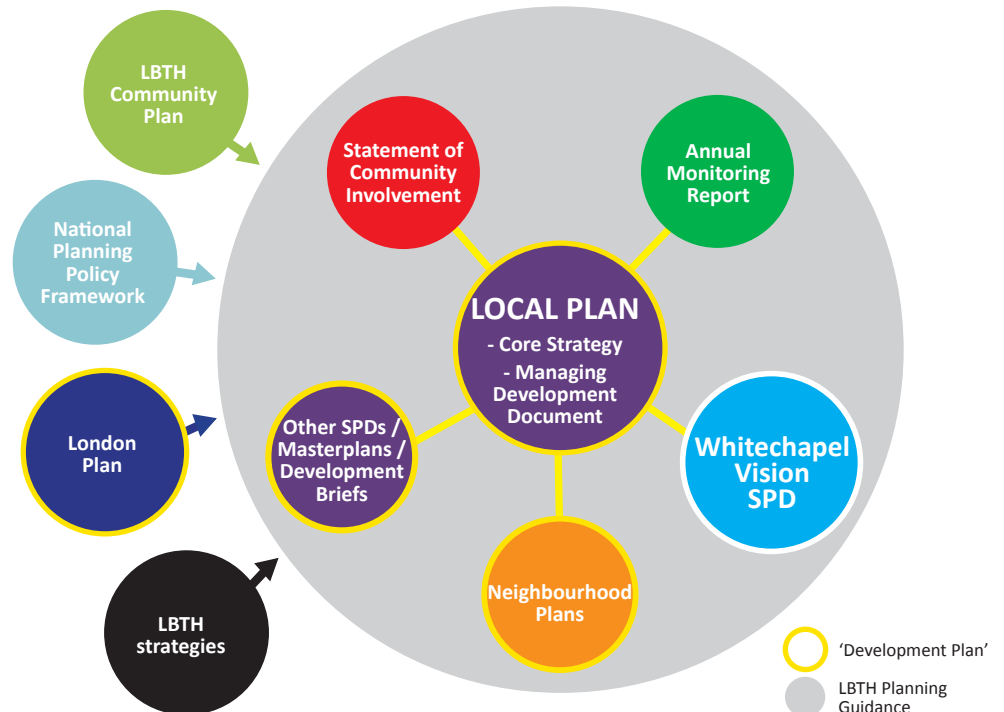 LBTH
Community
Plan
National
Planning
Policy
Framework
London
Plan
LBTH
strategies
Statement of
Community
Involvement
Annual
Monitoring
Report
LOCAL PLAN
- Core Strategy
- Managing
Development
Document
Other SPDs /
Masterplans /
Development
Briefs
Whitechapel
Vision
SPD
Neighbourhood
Plans
‘Development Plan’
LBTH Planning
Guidance